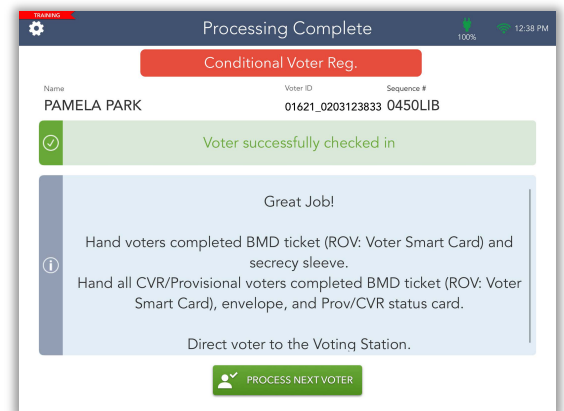 TRAINING
Processing Complete
100%
12:38 PM
Conditional Voter Reg.
Name
Voter ID
Sequence #
PAMELA PARK
01621_0203123833
0450LIB
Voter successfully checked in
Great Job!
Hand voters completed BMD ticket (ROV: Voter Smart Card) and
secrecy sleeve.
Hand all CVR/Provisional voters completed BMD ticket (ROV: Voter
Smart Card), envelope, and Prov/CVR status card.
Direct voter to the Voting Station.
PROCESS NEXT VOTER